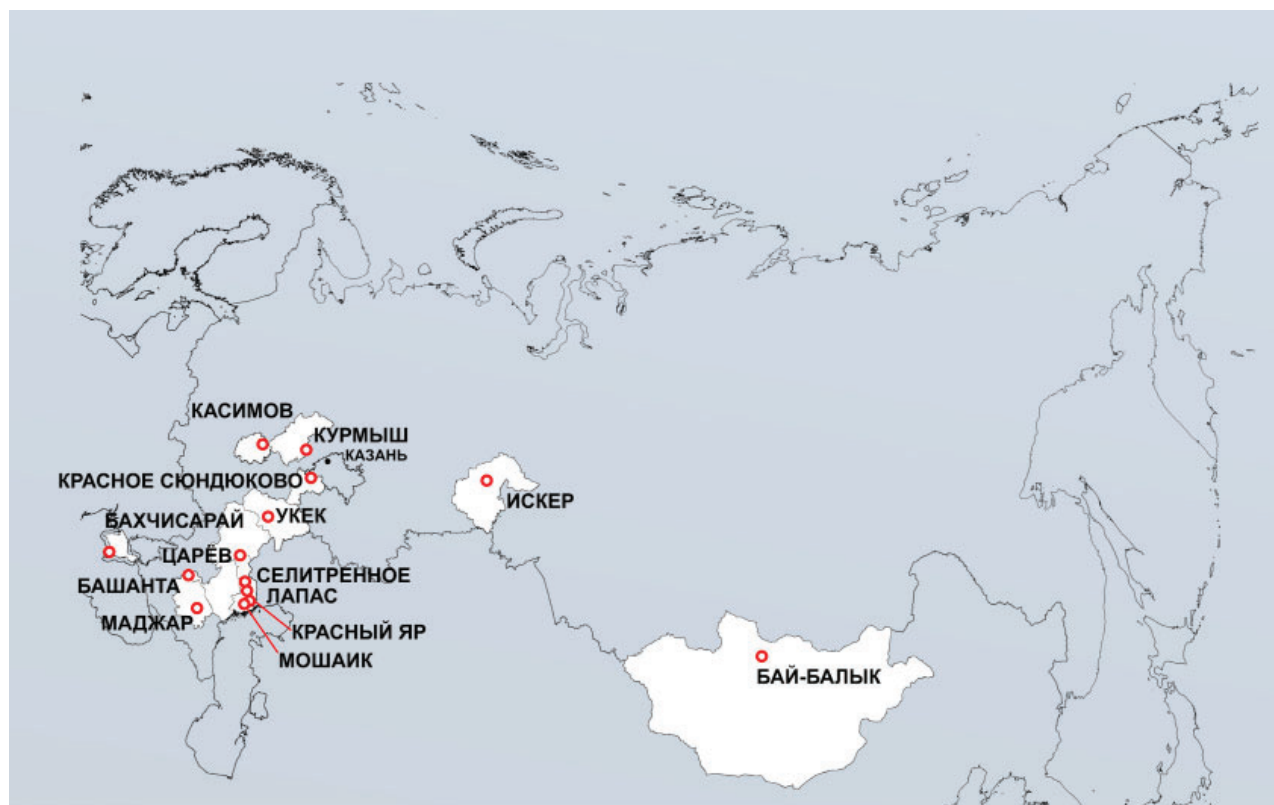 КАСИМОВ
КУРМЫШ
КАЗАНЬ
КРАСНОЕ СЮНДЮКОВО
ИСКЕР
БАХЧИСАРАЙ
УКЕК
ЦАРЁВ
СЕЛИТРЕННОЕ
БАШАНТА
ЛАПАС
МАДЖАР
КРАСНЫЙ ЯР
МОШАИК
БАЙ-БАЛЫК